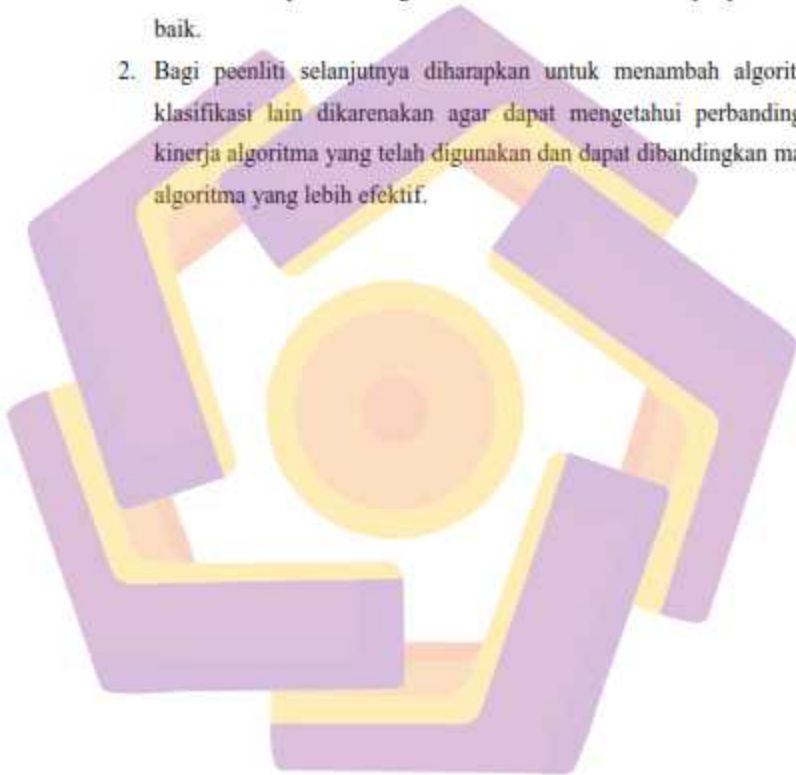 baik.
2. Bagi peenliti selanjutnya diharapkan untuk menambah algorit
klasifikasi lain dikarenakan agar dapat mengetahui perbanding
kinerja algoritma yang telah digunakan dan dapat dibandingkan ma
algoritma yang lebih efektif.